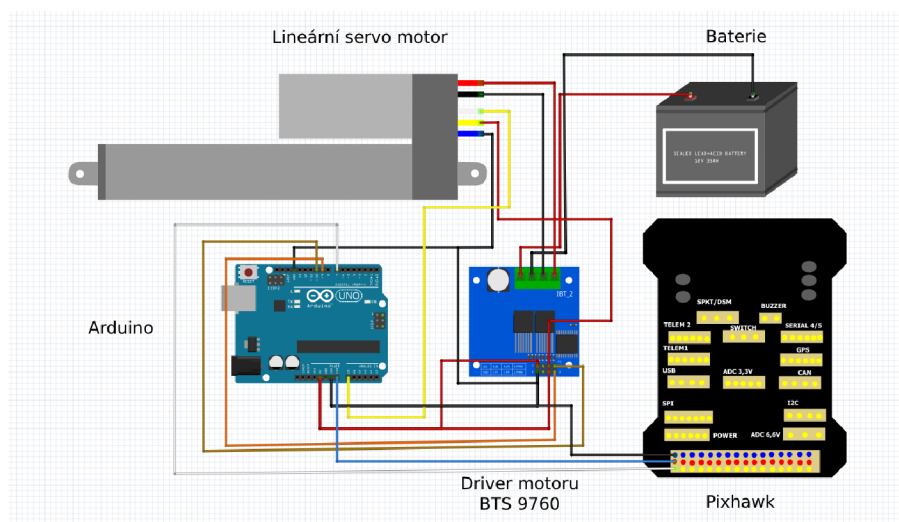 Lineární servo motor
Baterie
SEALED LEAD-ACID BATTERY
Arduino
UNO
Arduino
RESET
IBT_2
SPKT/DSM
BUZZER
TELEM 2
SWITCH
SERIAL 4/5
TELEM1
GPS
USB
ADC 3,3V
CAN
SPI
I2C
POWER
ADC 6,6V
Driver motoru
BTS 9760
Pixhawk